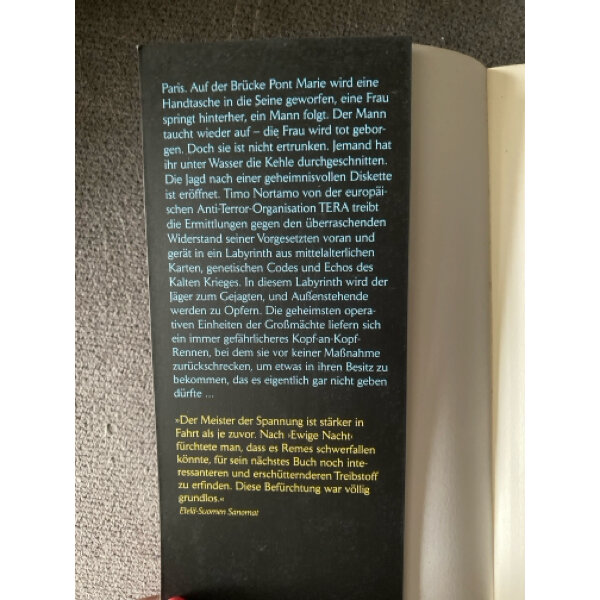 Paris. Auf der Brücke Pont Marie wird eine
Handtasche in die Seine geworfen, eine Frau
springt hinterher, ein Mann folgt. Der Mann
taucht wieder auf – die Frau wird tot gebor-
gen. Doch sie ist nicht ertrunken. Jemand hat
ihr unter Wasser die Kehle durchgeschnitten.
Die Jagd nach einer geheimnisvollen Diskette
ist eröffnet. Timo Nortamo von der europäi-
schen Anti-Terror-Organisation TERA treibt
die Ermittlungen gegen den überraschenden
Widerstand seiner Vorgesetzten voran und
gerät in ein Labyrinth aus mittelalterlichen
Karten, genetischen Codes und Echos des
Kalten Krieges. In diesem Labyrinth wird der
Jäger zum Gejagten, und Außenstehende
werden zu Opfern. Die geheimsten opera-
tiven Einheiten der Großmächte liefern sich
ein immer gefährlicheres Kopf-an-Kopf-
Rennen, bei dem sie vor keiner Maßnahme
zurückschrecken, um etwas in ihren Besitz zu
bekommen, das es eigentlich gar nicht geben
dürfte ...
»Der Meister der Spannung ist stärker in
Fahrt als je zuvor. Nach ›Ewige Nacht‹
fürchtete man, dass es Remes schwerfallen
könnte, für sein nächstes Buch noch inte-
ressanteren und erschütternderen Treibstoff
zu erfinden. Diese Befürchtung war völlig
grundlos.«
Etelä-Suomen Sanomat